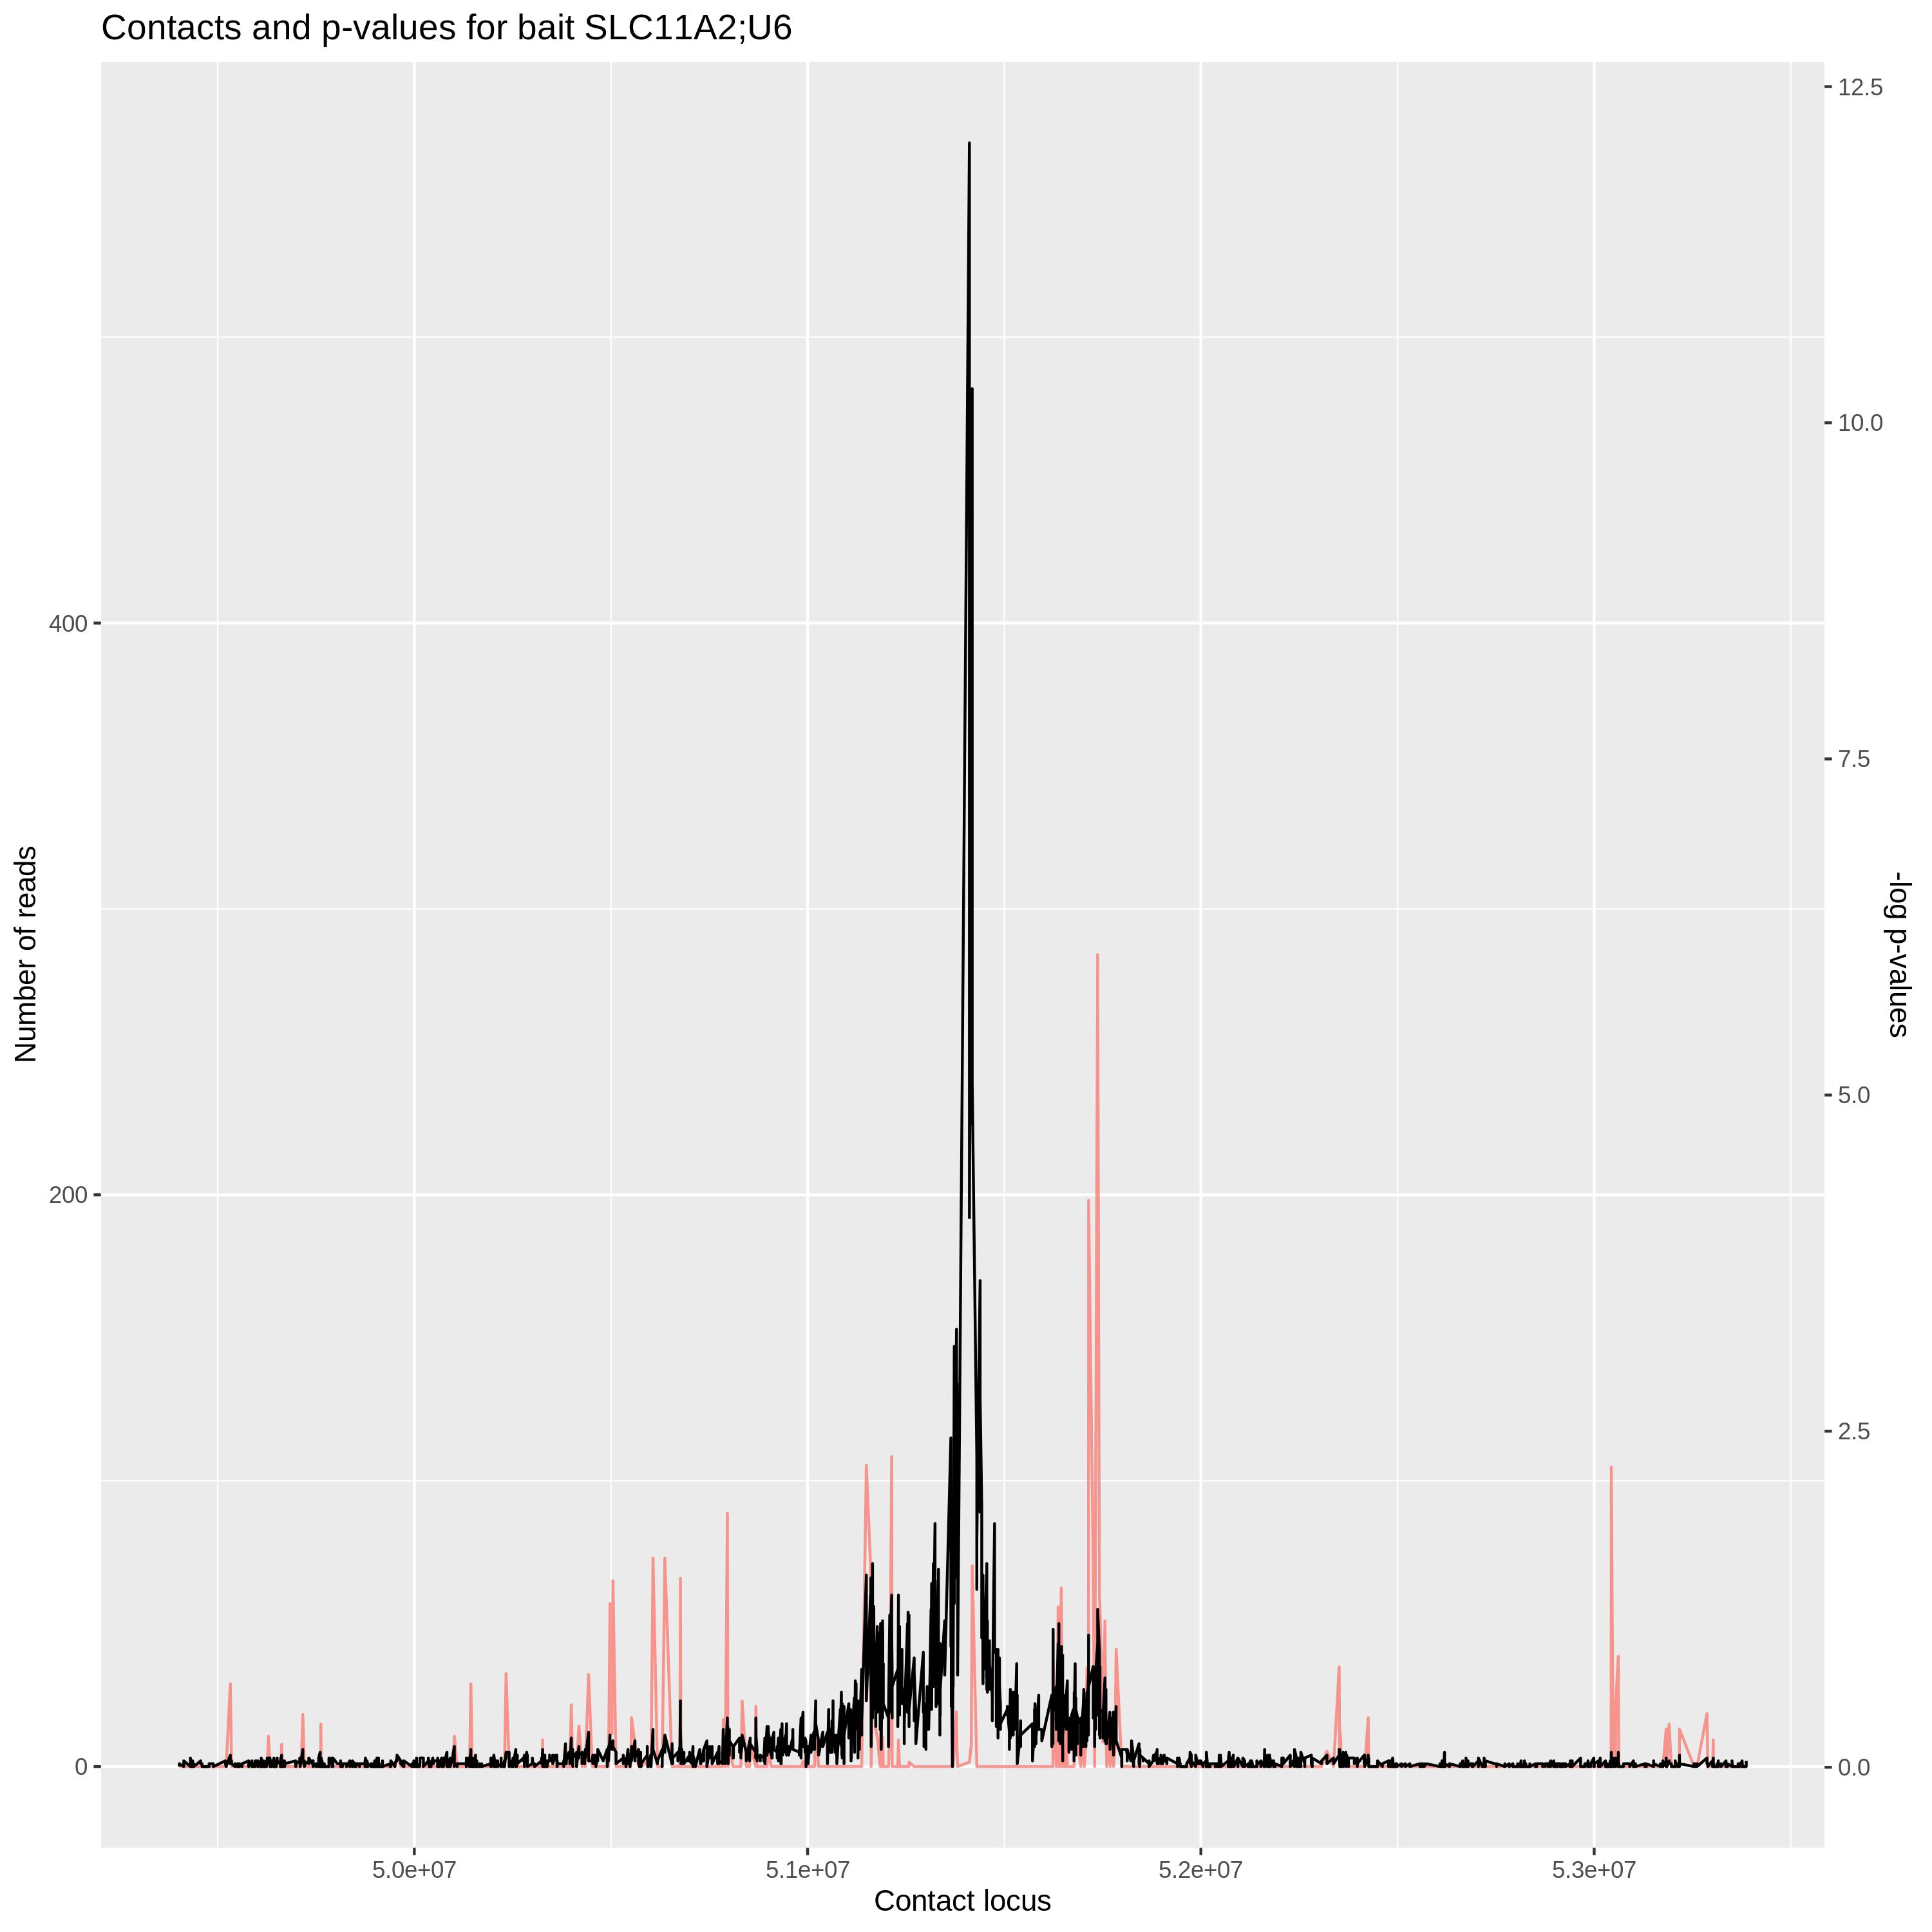 Contacts and p-values for bait SLC11A2;U6
12.5
10.0
400
7.5
Number of reads
-log p-values
5.0
200
2.5
0
0.0
5.0e+07
5.1e+07
5.2e+07
5.3e+07
Contact locus